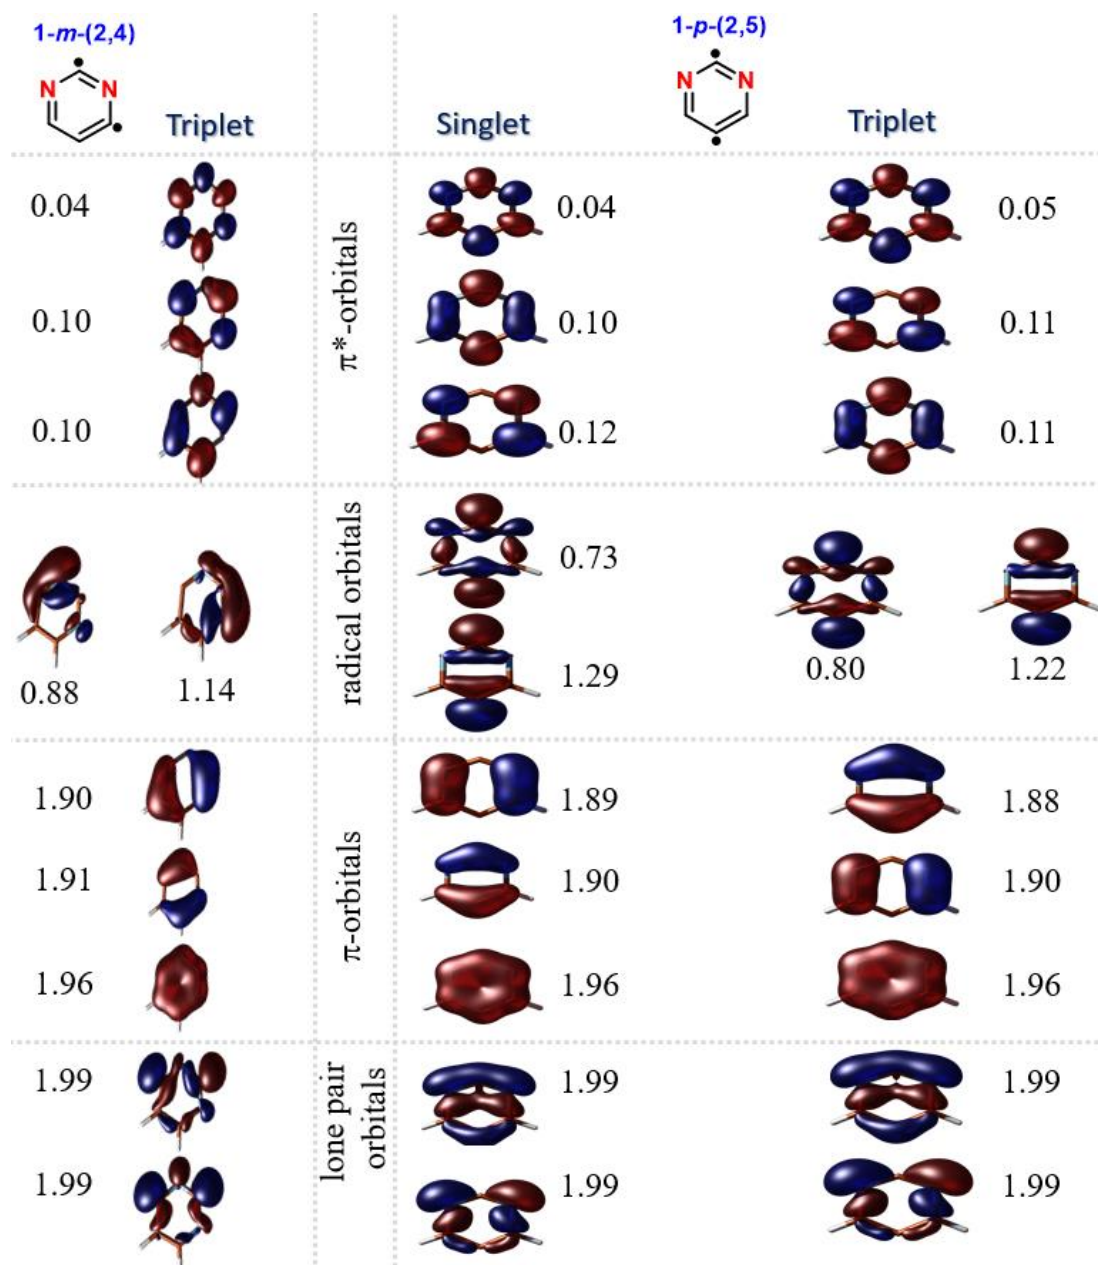 1-m-(2,4)
1-p-(2,5)
N N
N N
Triplet
Singlet
Triplet
π*-orbitals
0.04
0.04
0.05
0.10
0.10
0.11
0.10
0.12
0.11
radical orbitals
0.73
0.88
1.14
1.29
0.80
1.22
π-orbitals
1.90
1.89
1.88
1.91
1.90
1.90
1.96
1.96
1.96
lone pair
orbitals
1.99
1.99
1.99
1.99
1.99
1.99